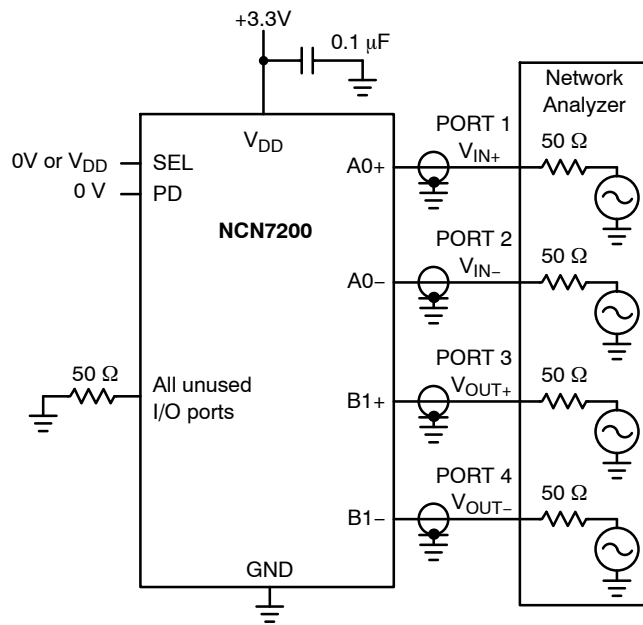 +3.3V
0.1 μF
Network
Analyzer
V_DD
PORT 1
50 Ω
0V or V_DD
SEL
A0+
V_IN+
0 V
PD
NCN7200
PORT 2
50 Ω
A0−
V_IN−
50 Ω
All unused
I/O ports
PORT 3
50 Ω
B1+
V_OUT+
PORT 4
50 Ω
B1−
V_OUT−
GND